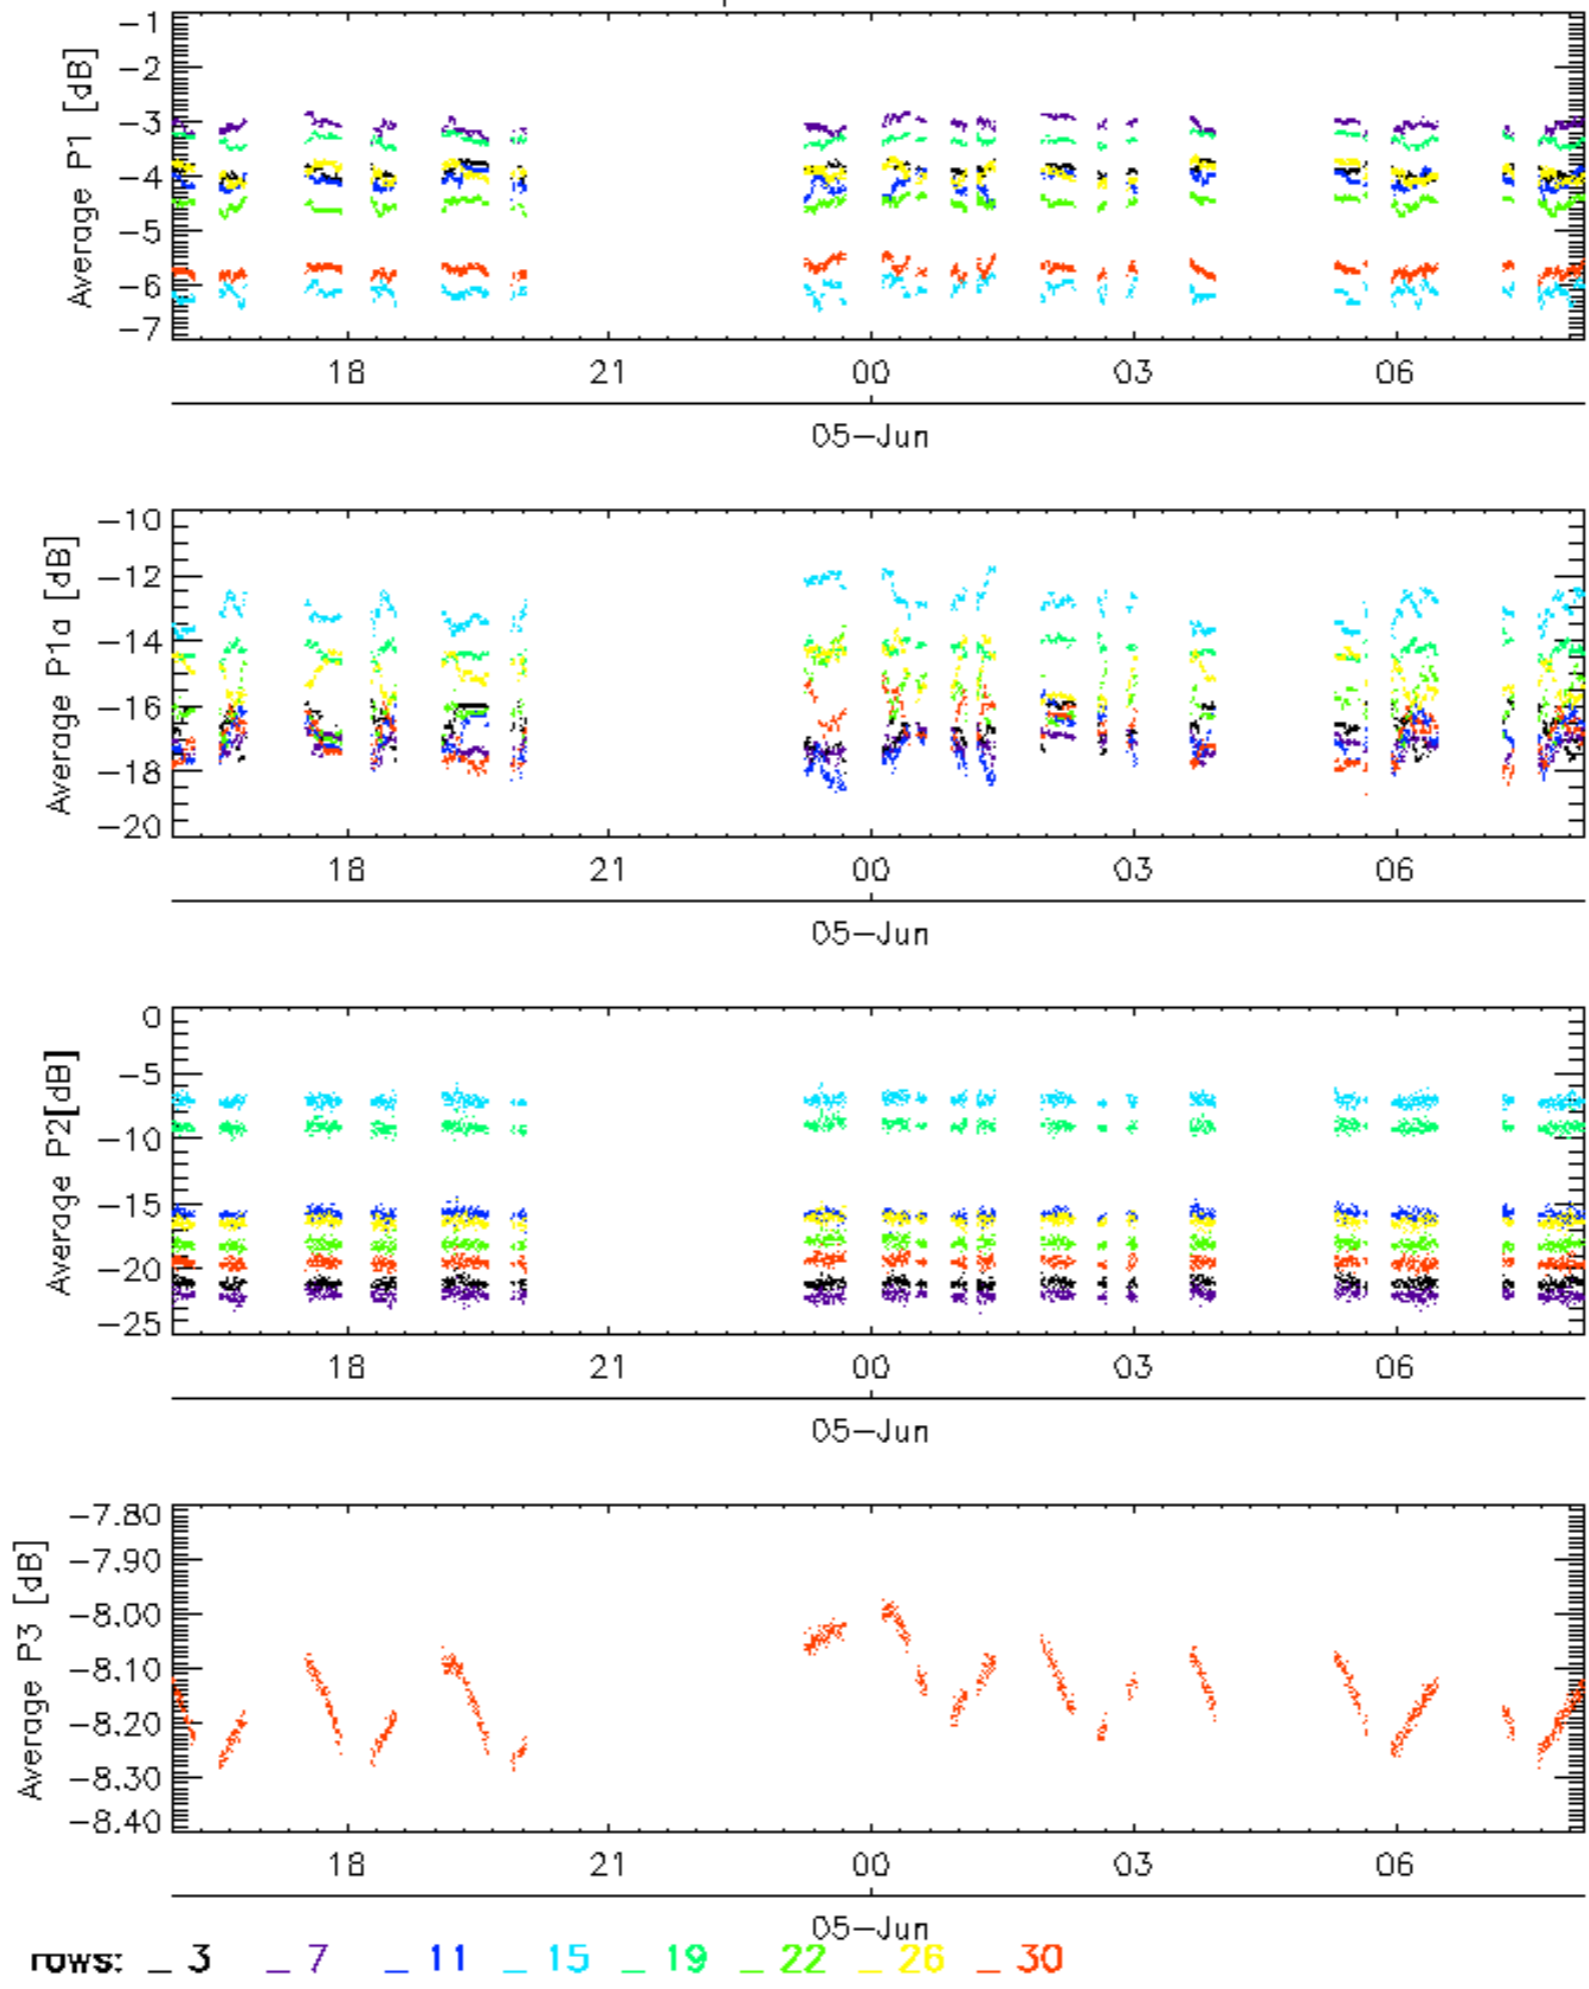 Average P1 [dB]
-1
-2
-3
-4
-5
-6
-7
18 21 00 03 06
05-Jun
Average P1a [dB]
-10
-12
-14
-16
-18
-20
18 21 00 03 06
05-Jun
Average P2[dB]
0
-5
-10
-15
-20
-25
18 21 00 03 06
05-Jun
Average P3 [dB]
-7.80
-7.90
-8.00
-8.10
-8.20
-8.30
-8.40
18 21 00 03 06
05-Jun
rows: _ 3 _ 7 _ 11 _ 15 _ 19 _ 22 _ 26 _ 30